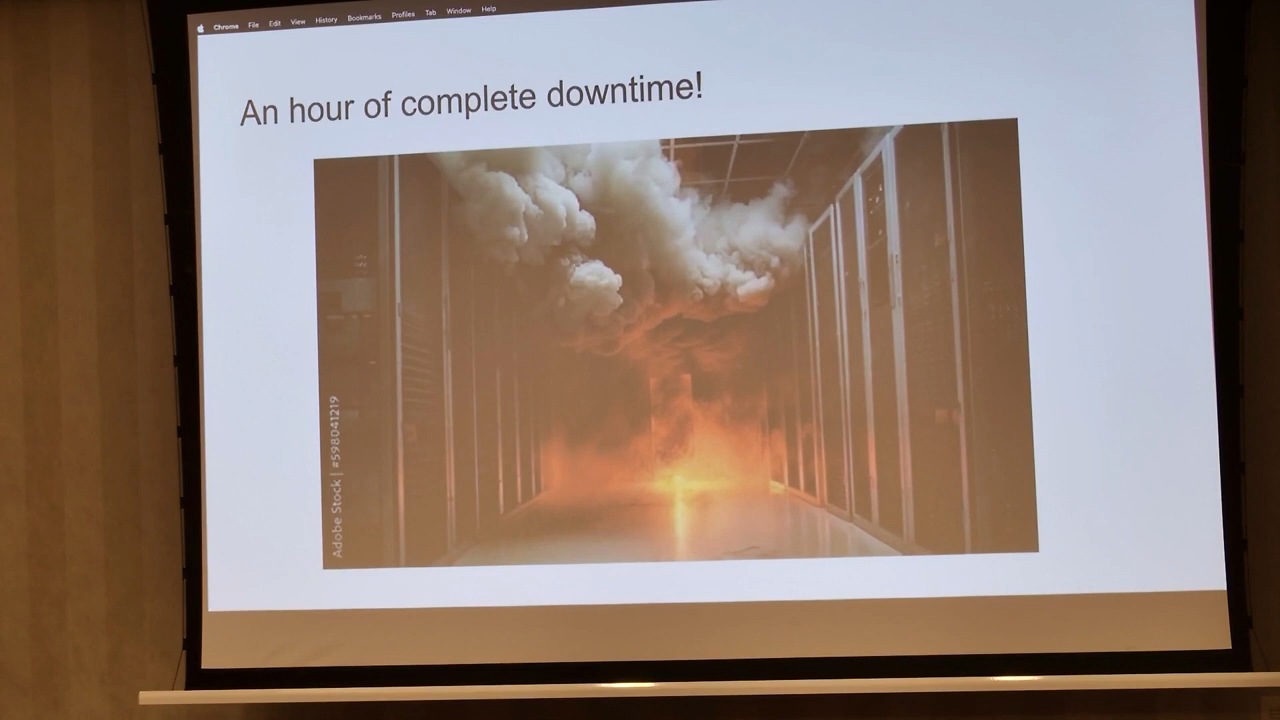 Chrome File Edit View History Bookmarks Profiles Tab Window Help
An hour of complete downtime!
Adobe Stock | #598041219